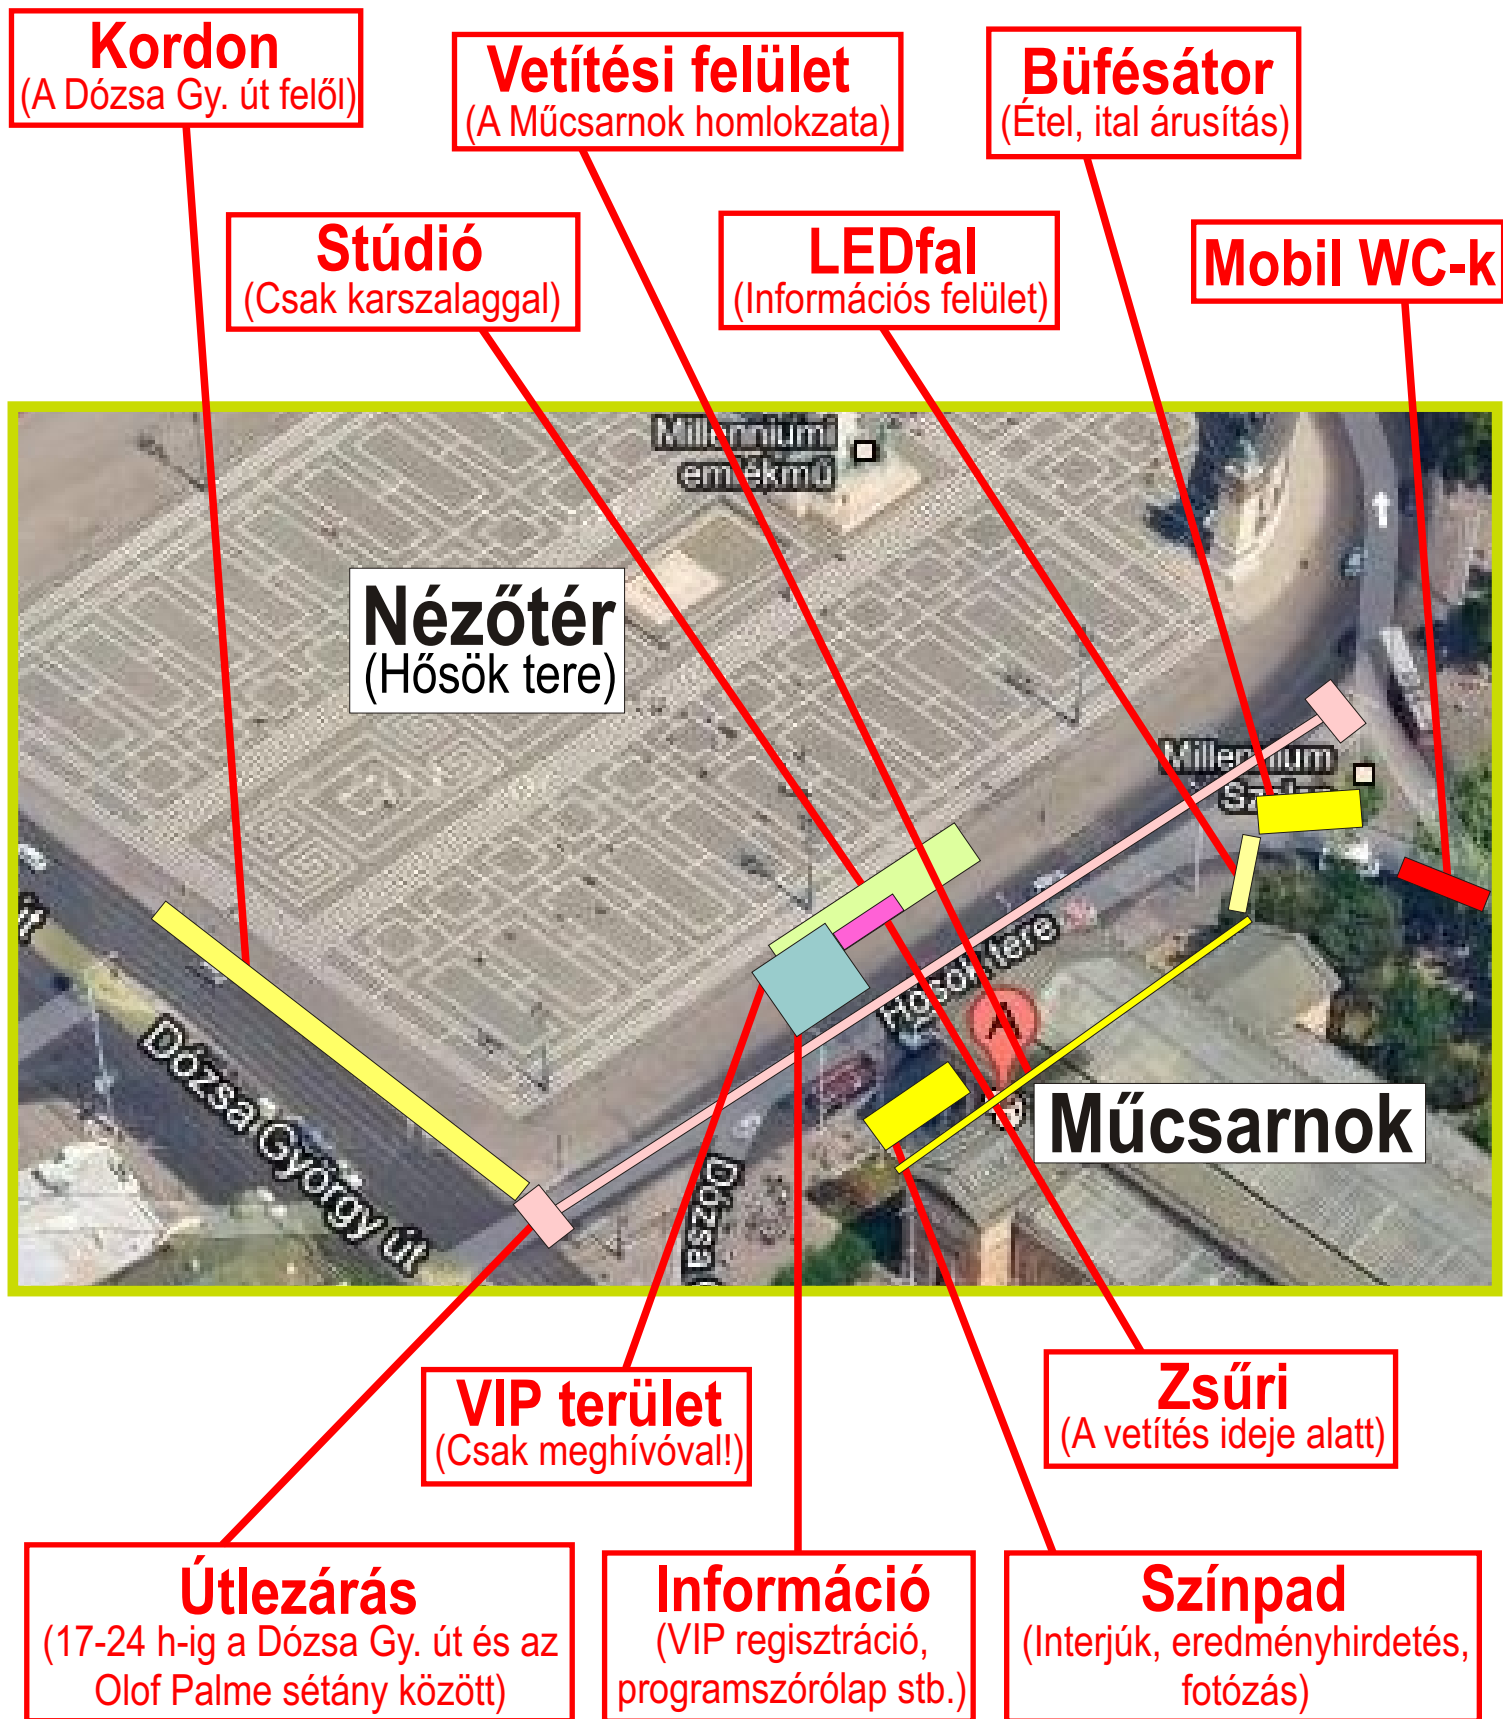 Kordon
(A Dózsa Gy. út felől)
Vetítési felület
(A Műcsarnok homlokzata)
Büfésátor
(Étel, ital árusítás)
Stúdió
(Csak karszalaggal)
LEDfal
(Információs felület)
Mobil WC-k
Millenniumi
emlékmű
Nézőtér
(Hősök tere)
Millennium
Hősök tere
A
út
Dózsa György út
Dózsa
Műcsarnok
VIP terület
(Csak meghívóval!)
Zsűri
(A vetítés ideje alatt)
Útlezárás
(17-24 h-ig a Dózsa Gy. út és az
Olof Palme sétány között)
Információ
(VIP regisztráció,
programszórólap stb.)
Színpad
(Interjúk, eredményhirdetés,
fotózás)